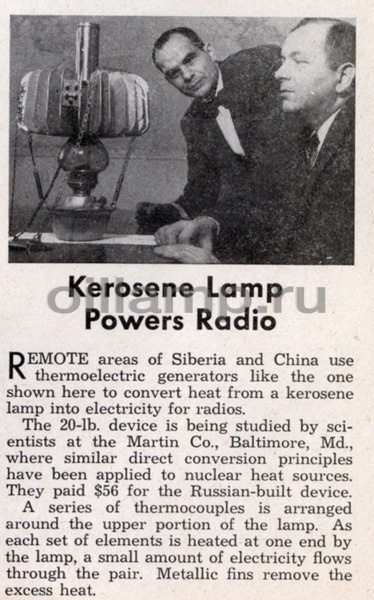 Kerosene Lamp
Powers Radio
oillamp.ru
REMOTE areas of Siberia and China use
thermoelectric generators like the one
shown here to convert heat from a kerosene
lamp into electricity for radios.
The 20-lb. device is being studied by sci-
entists at the Martin Co., Baltimore, Md.,
where similar direct conversion principles
have been applied to nuclear heat sources.
They paid $56 for the Russian-built device.
A series of thermocouples is arranged
around the upper portion of the lamp. As
each set of elements is heated at one end by
the lamp, a small amount of electricity flows
through the pair. Metallic fins remove the
excess heat.